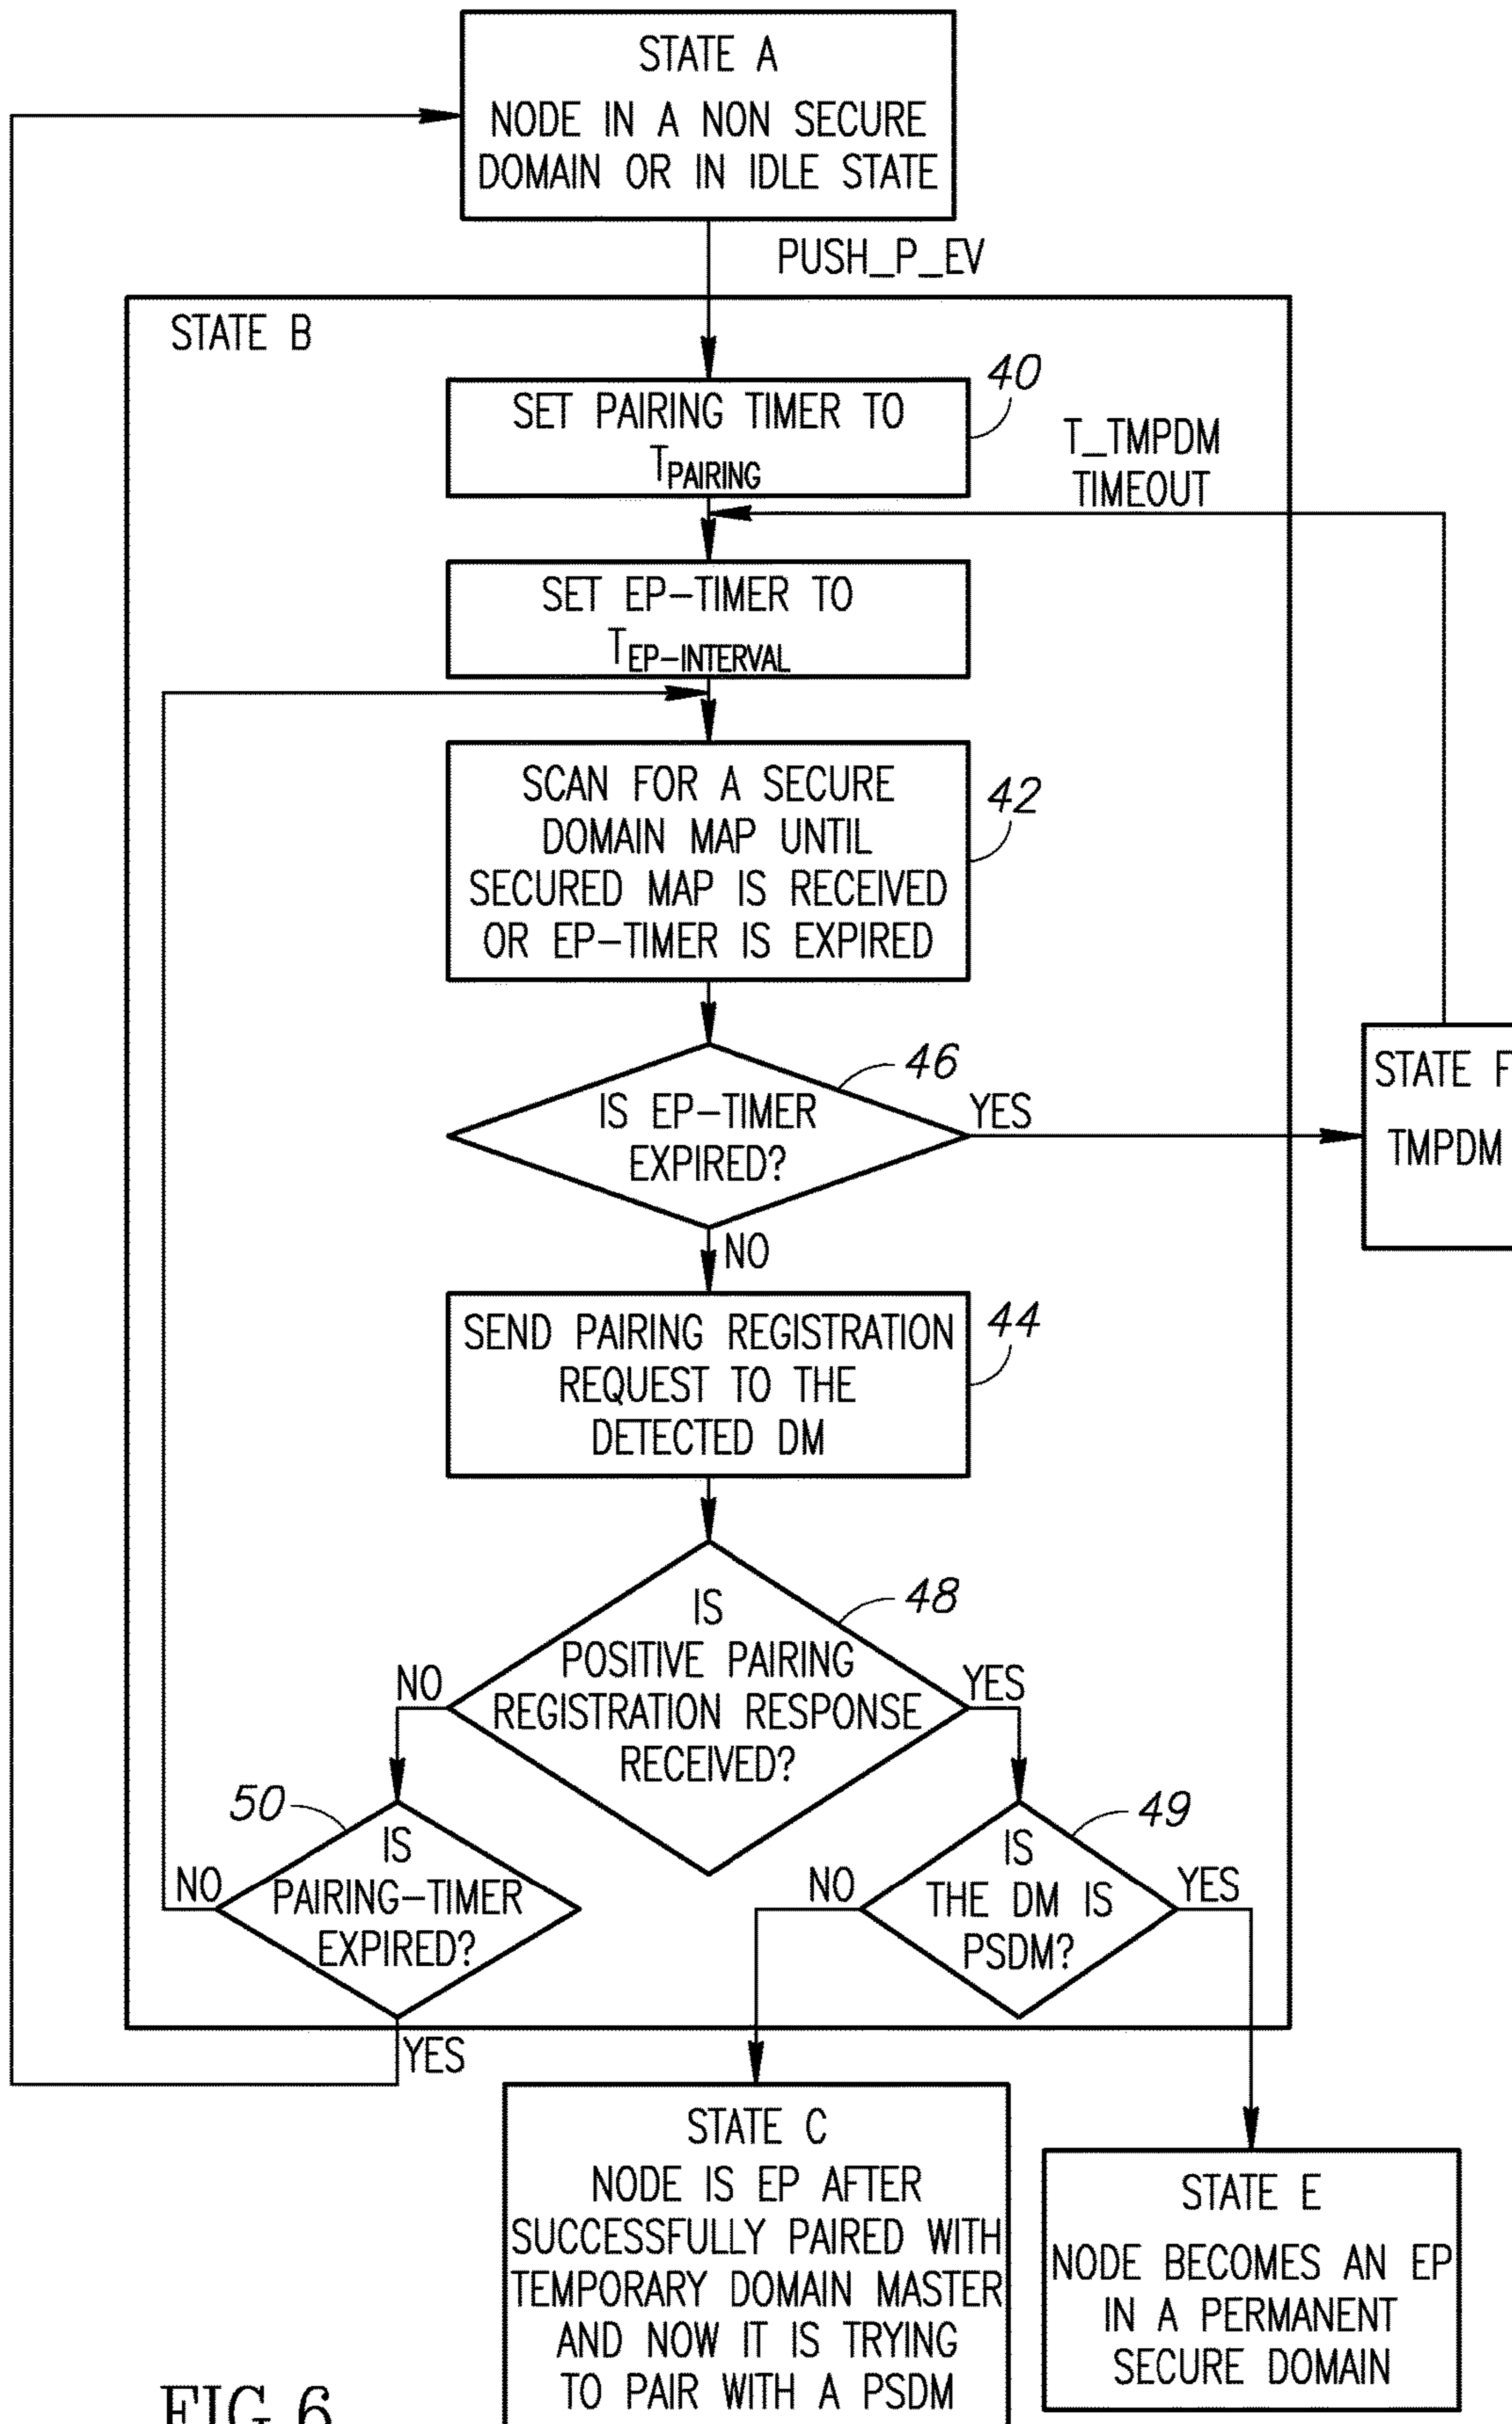 STATE A
NODE IN A NON SECURE
DOMAIN OR IN IDLE STATE
PUSH_P_EV
STATE B
40
SET PAIRING TIMER TO
TPAIRING
T_TMPDM
TIMEOUT
SET EP-TIMER TO
TEP-INTERVAL
SCAN FOR A SECURE
DOMAIN MAP UNTIL
SECURED MAP IS RECEIVED
OR EP-TIMER IS EXPIRED
42
46
IS EP-TIMER
EXPIRED?
YES
STATE F
TMPDM
NO
SEND PAIRING REGISTRATION
REQUEST TO THE
DETECTED DM
44
48
IS
POSITIVE PAIRING
REGISTRATION RESPONSE
RECEIVED?
NO
YES
50
IS
PAIRING-TIMER
EXPIRED?
NO
YES
49
IS
THE DM IS
PSDM?
NO
YES
STATE C
NODE IS EP AFTER
SUCCESSFULLY PAIRED WITH
TEMPORARY DOMAIN MASTER
AND NOW IT IS TRYING
TO PAIR WITH A PSDM
STATE E
NODE BECOMES AN EP
IN A PERMANENT
SECURE DOMAIN
FIG.6